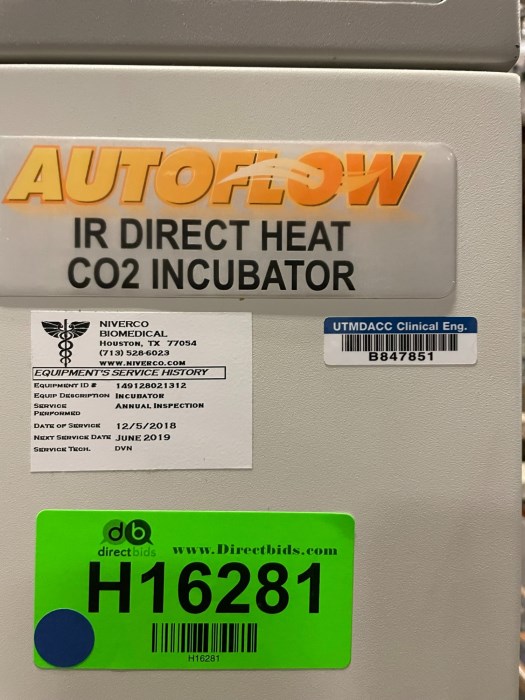 AUTOFLOW
IR DIRECT HEAT
CO2 INCUBATOR
NIVERCO
BIOMEDICAL
HOUSTON, TX 77054
(713) 528-6023
WWW.NIVERCO.COM
EQUIPMENT'S SERVICE HISTORY
EQUIPMENT ID # 149128021312
EQUIP DESCRIPTION INCUBATOR
SERVICE PERFORMED ANNUAL INSPECTION
DATE OF SERVICE 12/5/2018
NEXT SERVICE DATE JUNE 2019
SERVICE TECH. DVN
UTMDACC Clinical Eng.
B847851
db
directbids www.Directbids.com
H16281
H16281